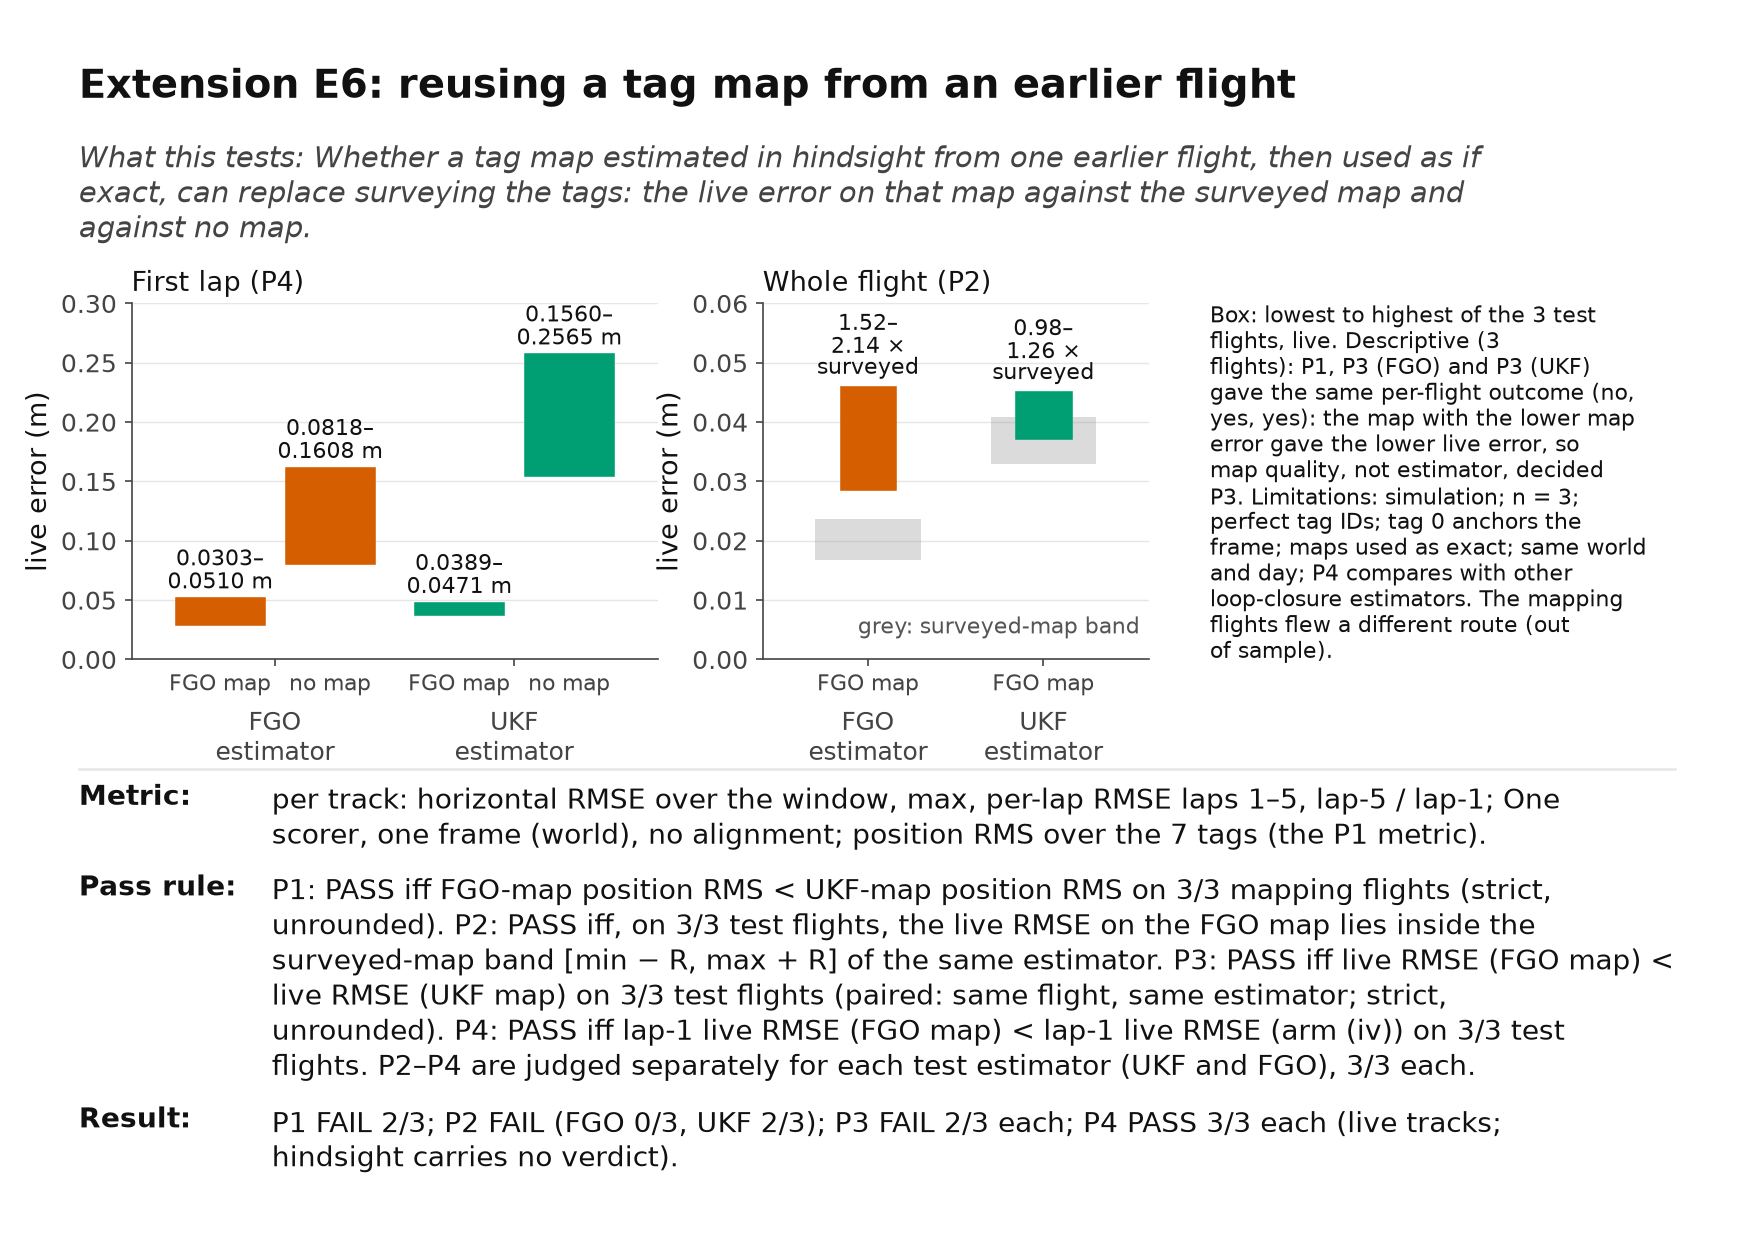 Extension E6: reusing a tag map from an earlier flight
What this tests: Whether a tag map estimated in hindsight from one earlier flight, then used as if
exact, can replace surveying the tags: the live error on that map against the surveyed map and
against no map.
First lap (P4)
live error (m)
0.30
0.25
0.20
0.15
0.10
0.05
0.00
0.0303–
0.0510 m
0.0818–
0.1608 m
0.0389–
0.0471 m
0.1560–
0.2565 m
FGO map
no map
FGO map
no map
FGO
estimator
UKF
estimator
Whole flight (P2)
live error (m)
0.06
0.05
0.04
0.03
0.02
0.01
0.00
1.52–
2.14 ×
surveyed
0.98–
1.26 ×
surveyed
grey: surveyed-map band
FGO map
FGO map
FGO
estimator
UKF
estimator
Box: lowest to highest of the 3 test
flights, live. Descriptive (3
flights): P1, P3 (FGO) and P3 (UKF)
gave the same per-flight outcome (no,
yes, yes): the map with the lower map
error gave the lower live error, so
map quality, not estimator, decided
P3. Limitations: simulation; n = 3;
perfect tag IDs; tag 0 anchors the
frame; maps used as exact; same world
and day; P4 compares with other
loop-closure estimators. The mapping
flights flew a different route (out
of sample).
Metric:
per track: horizontal RMSE over the window, max, per-lap RMSE laps 1–5, lap-5 / lap-1; One
scorer, one frame (world), no alignment; position RMS over the 7 tags (the P1 metric).
Pass rule:
P1: PASS iff FGO-map position RMS < UKF-map position RMS on 3/3 mapping flights (strict,
unrounded). P2: PASS iff, on 3/3 test flights, the live RMSE on the FGO map lies inside the
surveyed-map band [min − R, max + R] of the same estimator. P3: PASS iff live RMSE (FGO map) <
live RMSE (UKF map) on 3/3 test flights (paired: same flight, same estimator; strict,
unrounded). P4: PASS iff lap-1 live RMSE (FGO map) < lap-1 live RMSE (arm (iv)) on 3/3 test
flights. P2–P4 are judged separately for each test estimator (UKF and FGO), 3/3 each.
Result:
P1 FAIL 2/3; P2 FAIL (FGO 0/3, UKF 2/3); P3 FAIL 2/3 each; P4 PASS 3/3 each (live tracks;
hindsight carries no verdict).